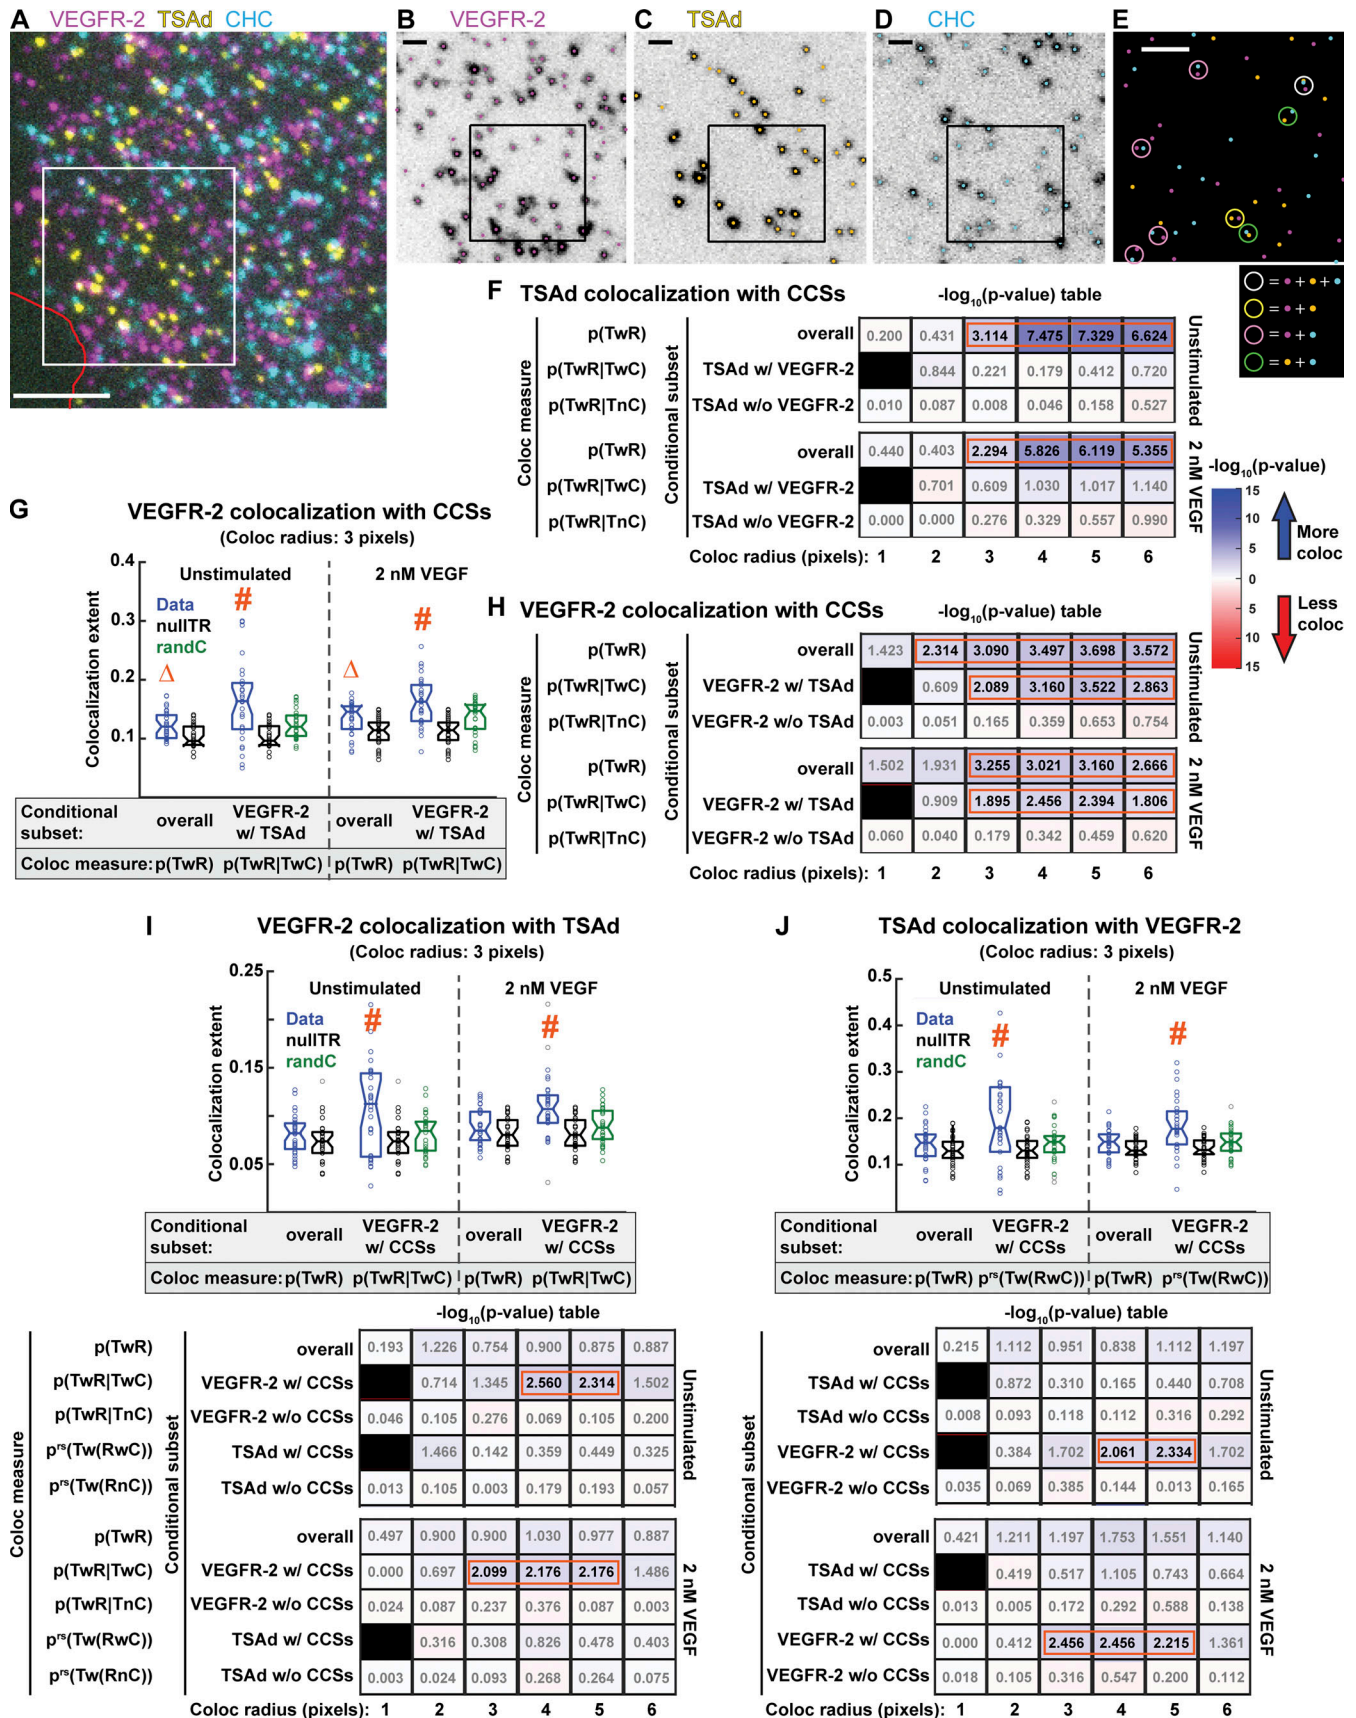 A VEGFR-2 TSAd CHC
B VEGFR-2
C TSAd
D CHC
E
= • + • + •
= • + •
= • + •
= • + •
F TSAd colocalization with CCSs -log10(p-value) table
Coloc measure
Conditional subset
p(TwR) overall 0.200 0.431 3.114 7.475 7.329 6.624
p(TwR|TwC) TSAd w/ VEGFR-2 0.844 0.221 0.179 0.412 0.720
p(TwR|TnC) TSAd w/o VEGFR-2 0.010 0.087 0.008 0.046 0.158 0.527
Unstimulated
p(TwR) overall 0.440 0.403 2.294 5.826 6.119 5.355
p(TwR|TwC) TSAd w/ VEGFR-2 0.701 0.609 1.030 1.017 1.140
p(TwR|TnC) TSAd w/o VEGFR-2 0.000 0.000 0.276 0.329 0.557 0.990
2 nM VEGF
Coloc radius (pixels): 1 2 3 4 5 6
-log10(p-value)
15
10
5
0
5
10
15
More coloc
Less coloc
G VEGFR-2 colocalization with CCSs
(Coloc radius: 3 pixels)
Colocalization extent
0.4
0.3
0.2
0.1
Unstimulated 2 nM VEGF
Data
nullTR
randC
Δ # Δ #
Conditional subset: overall VEGFR-2 w/ TSAd overall VEGFR-2 w/ TSAd
Coloc measure: p(TwR) p(TwR|TwC) p(TwR) p(TwR|TwC)
H VEGFR-2 colocalization with CCSs -log10(p-value) table
Coloc measure
Conditional subset
p(TwR) overall 1.423 2.314 3.090 3.497 3.698 3.572
p(TwR|TwC) VEGFR-2 w/ TSAd 0.609 2.089 3.160 3.522 2.863
p(TwR|TnC) VEGFR-2 w/o TSAd 0.003 0.051 0.165 0.359 0.653 0.754
Unstimulated
p(TwR) overall 1.502 1.931 3.255 3.021 3.160 2.666
p(TwR|TwC) VEGFR-2 w/ TSAd 0.909 1.895 2.456 2.394 1.806
p(TwR|TnC) VEGFR-2 w/o TSAd 0.060 0.040 0.179 0.342 0.459 0.620
2 nM VEGF
Coloc radius (pixels): 1 2 3 4 5 6
I VEGFR-2 colocalization with TSAd
(Coloc radius: 3 pixels)
Colocalization extent
0.25
0.15
0.05
Unstimulated 2 nM VEGF
Data
nullTR
randC
# #
Conditional subset: overall VEGFR-2 w/ CCSs overall VEGFR-2 w/ CCSs
Coloc measure: p(TwR) p(TwR|TwC) p(TwR) p(TwR|TwC)
-log10(p-value) table
Coloc measure
Conditional subset
p(TwR) overall 0.193 1.226 0.754 0.900 0.875 0.887
p(TwR|TwC) VEGFR-2 w/ CCSs 0.714 1.345 2.560 2.314 1.502
p(TwR|TnC) VEGFR-2 w/o CCSs 0.046 0.105 0.276 0.069 0.105 0.200
prs(Tw(RwC)) TSAd w/ CCSs 1.466 0.142 0.359 0.449 0.325
prs(Tw(RnC)) TSAd w/o CCSs 0.013 0.105 0.003 0.179 0.193 0.057
Unstimulated
p(TwR) overall 0.497 0.900 0.900 1.030 0.977 0.887
p(TwR|TwC) VEGFR-2 w/ CCSs 0.000 0.697 2.099 2.176 2.176 1.486
p(TwR|TnC) VEGFR-2 w/o CCSs 0.024 0.087 0.237 0.376 0.087 0.003
prs(Tw(RwC)) TSAd w/ CCSs 0.316 0.308 0.826 0.478 0.403
prs(Tw(RnC)) TSAd w/o CCSs 0.003 0.024 0.093 0.268 0.264 0.075
2 nM VEGF
Coloc radius (pixels): 1 2 3 4 5 6
J TSAd colocalization with VEGFR-2
(Coloc radius: 3 pixels)
Colocalization extent
0.5
0.4
0.3
0.2
0.1
Unstimulated 2 nM VEGF
Data
nullTR
randC
# #
Conditional subset: overall VEGFR-2 w/ CCSs overall VEGFR-2 w/ CCSs
Coloc measure: p(TwR) prs(Tw(RwC)) p(TwR) prs(Tw(RwC))
-log10(p-value) table
Conditional subset
overall 0.215 1.112 0.951 0.838 1.112 1.197
TSAd w/ CCSs 0.872 0.310 0.165 0.440 0.708
TSAd w/o CCSs 0.008 0.093 0.118 0.112 0.316 0.292
VEGFR-2 w/ CCSs 0.384 1.702 2.061 2.334 1.702
VEGFR-2 w/o CCSs 0.035 0.069 0.385 0.144 0.013 0.165
Unstimulated
overall 0.421 1.211 1.197 1.753 1.551 1.140
TSAd w/ CCSs 0.419 0.517 1.105 0.743 0.664
TSAd w/o CCSs 0.013 0.005 0.172 0.292 0.588 0.138
VEGFR-2 w/ CCSs 0.000 0.412 2.456 2.456 2.215 1.361
VEGFR-2 w/o CCSs 0.018 0.105 0.316 0.547 0.200 0.112
2 nM VEGF
Coloc radius (pixels): 1 2 3 4 5 6